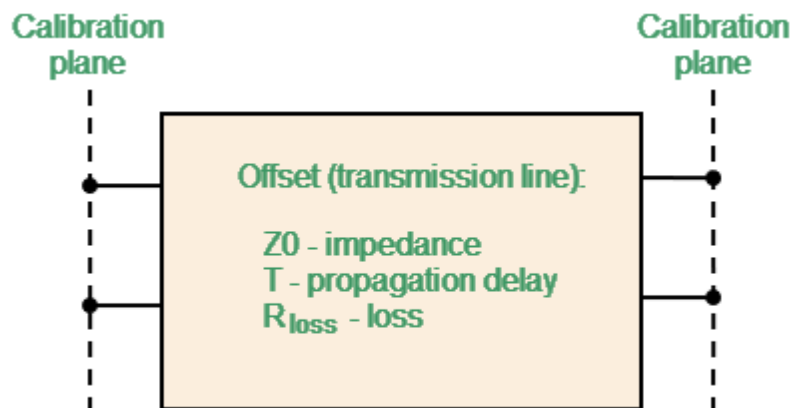 Calibration
plane
Calibration
plane
Offset (transmission line):
Z0 - impedance
T - propagation delay
Rloss - loss